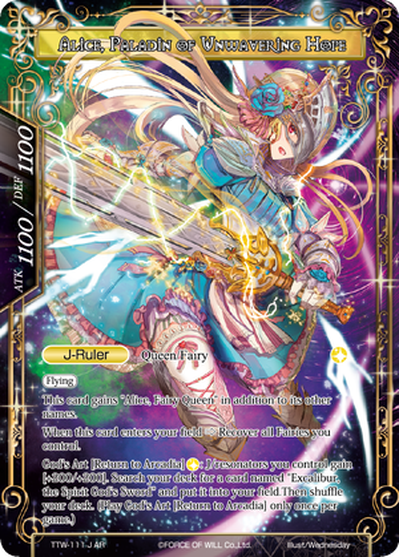 Alice, Paladin of Unwavering Hope
ATK 1100 / DEF 1100
J-Ruler
Queen Fairy
Flying
This card gains "Alice, Fairy Queen" in addition to its other
names.
When this card enters your field ⇨ Recover all Fairies you
control.
God's Art [Return to Arcadia] : J/resonators you control gain
[+300/+300]. Search your deck for a card named "Excalibur,
the Spirit God's Sword" and put it into your field. Then shuffle
your deck. (Play God's Art [Return to Arcadia] only once per
game.)
TTW-111-J AR
©FORCE OF WILL Co.,Ltd.
Illust/Wednesday